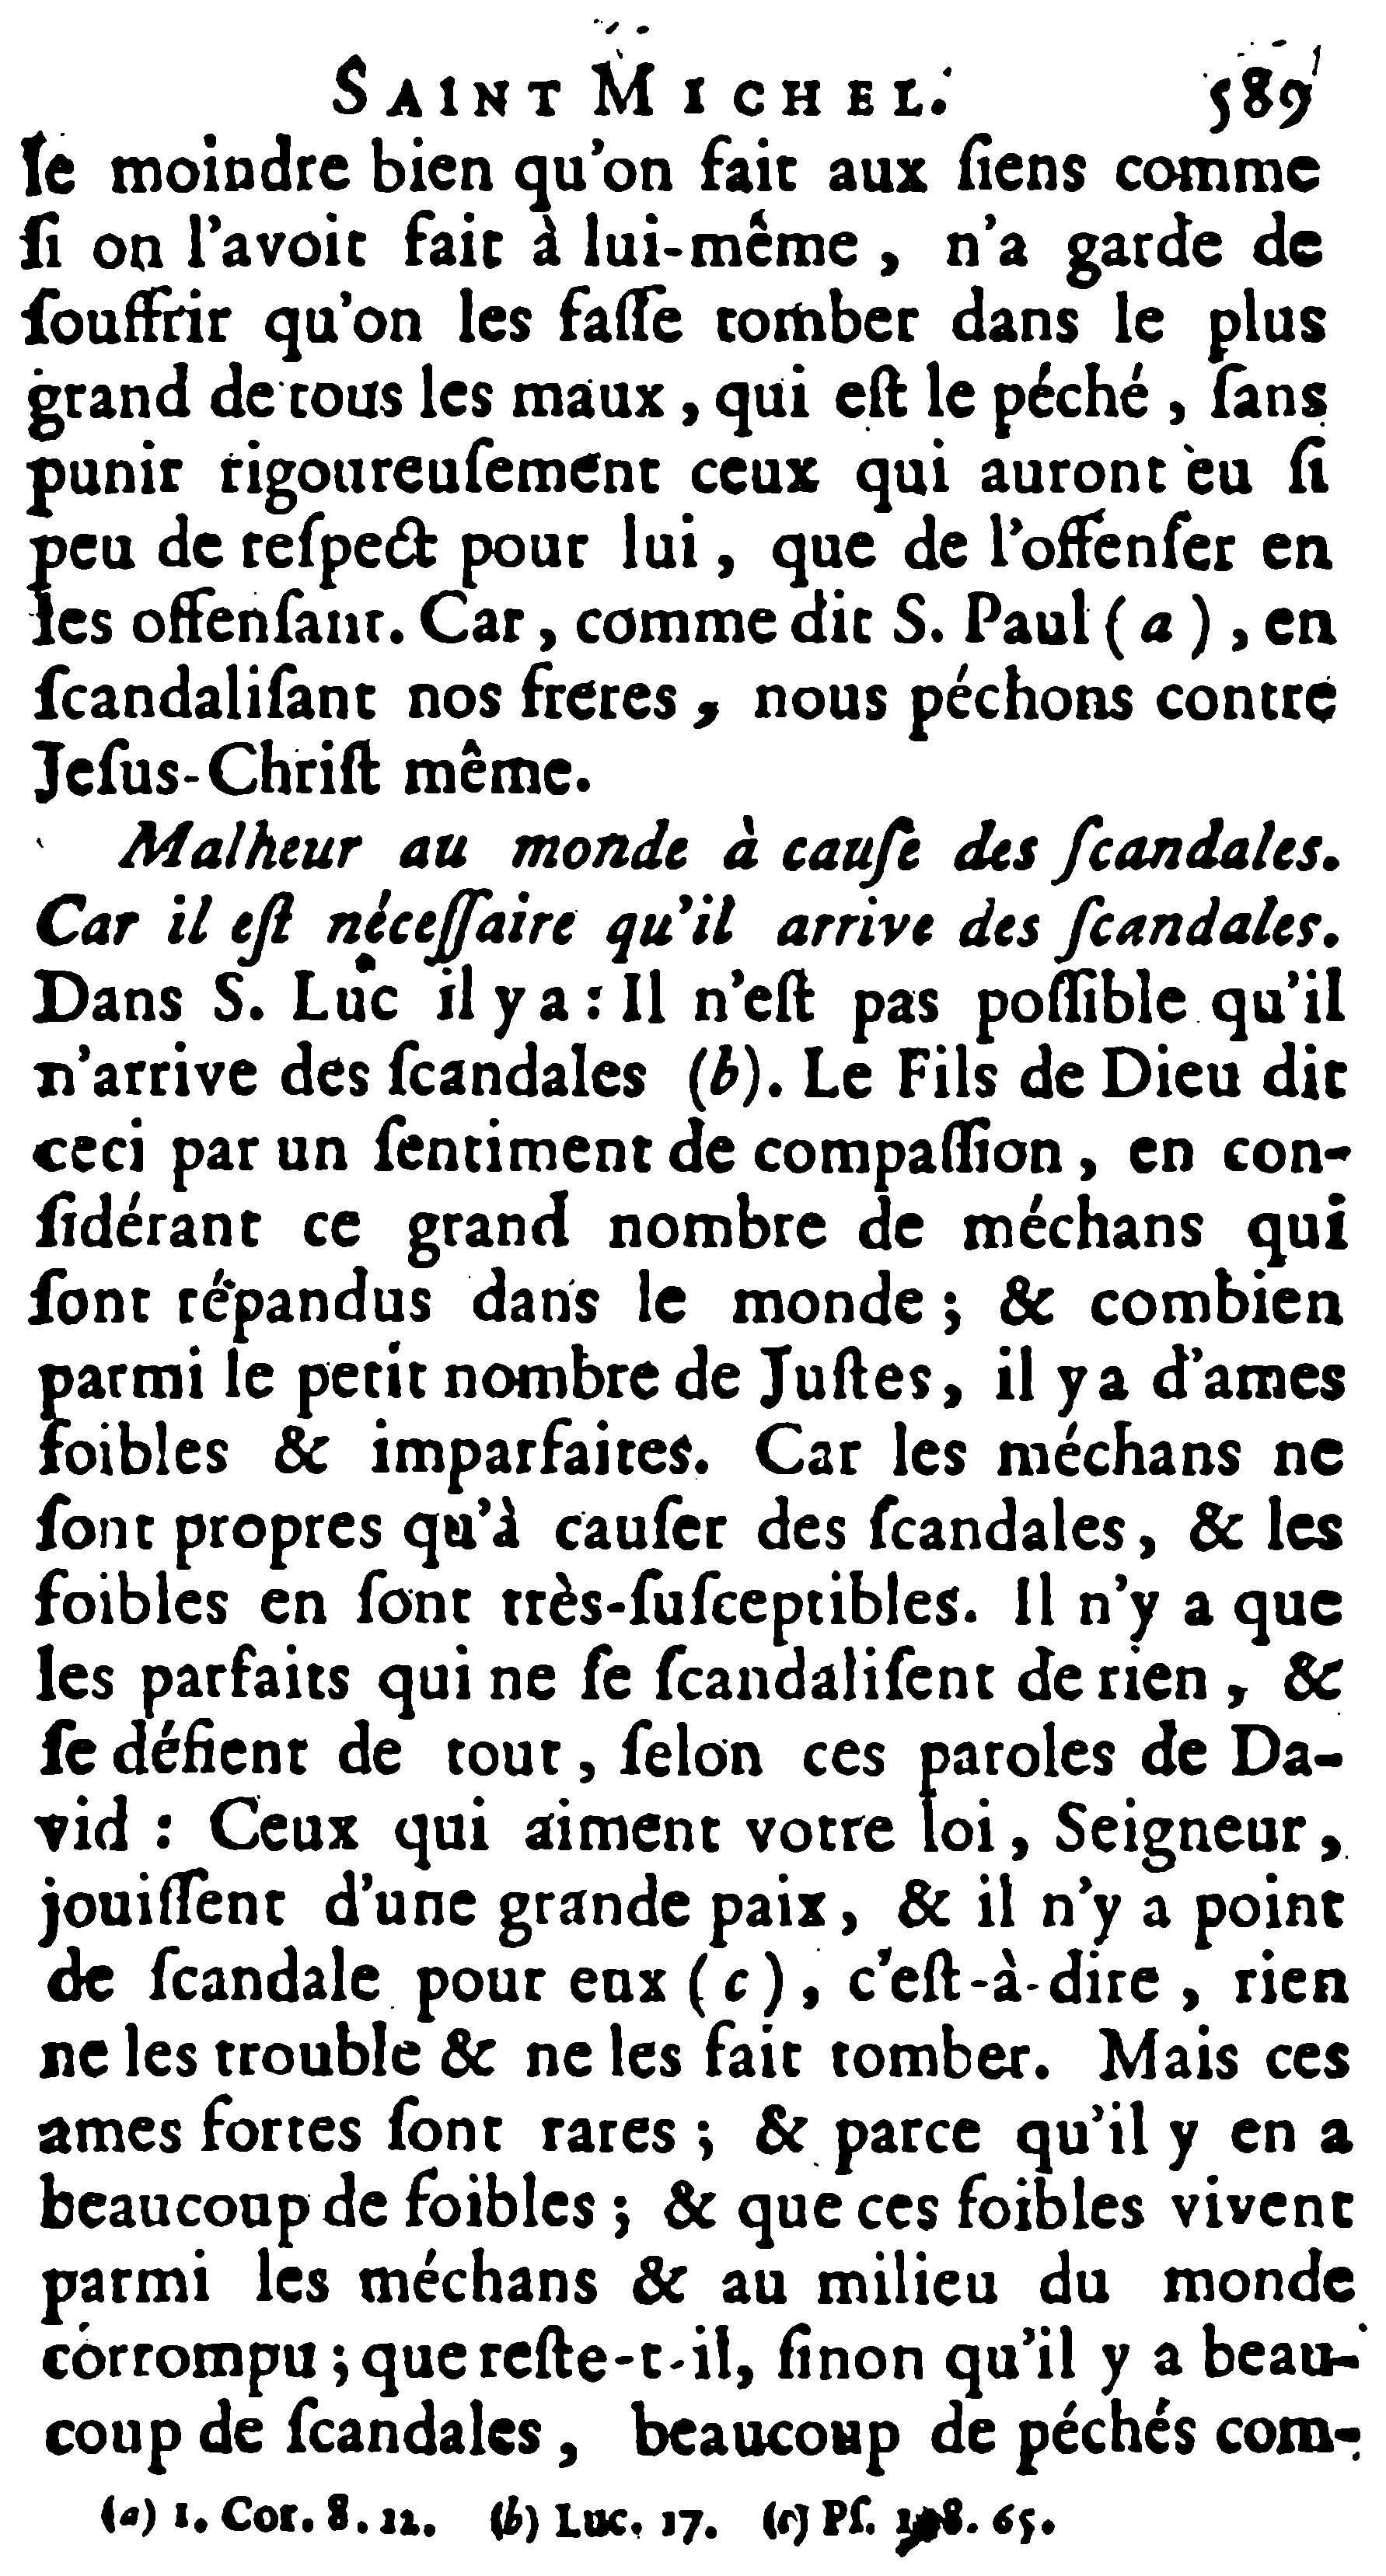 SAINT MICHEL. 589
le moindre bien qu'on fait aux ſiens comme
ſi on l'avoit fait à lui-même, n'a garde de
ſouffrir qu'on les faſſe tomber dans le plus
grand de tous les maux, qui eſt le péché, ſans
punir rigoureuſement ceux qui auront eu ſi
peu de reſpect pour lui, que de l'offenſer en
les offenſant. Car, comme dit S. Paul (a), en
ſcandaliſant nos freres, nous péchons contre
Jeſus-Chriſt même.
Malheur au monde à cauſe des ſcandales.
Car il eſt néceſſaire qu'il arrive des ſcandales.
Dans S. Luc il y a : Il n'eſt pas poſſible qu'il
n'arrive des ſcandales (b). Le Fils de Dieu dit
ceci par un ſentiment de compaſſion, en con-
ſidérant ce grand nombre de méchans qui
ſont répandus dans le monde ; & combien
parmi le petit nombre de Juſtes, il y a d'ames
foibles & imparfaites. Car les méchans ne
ſont propres qu'à cauſer des ſcandales, & les
foibles en ſont très-ſuſceptibles. Il n'y a que
les parfaits qui ne ſe ſcandaliſent de rien, &
ſe défient de tout, ſelon ces paroles de Da-
vid : Ceux qui aiment votre loi, Seigneur,
jouiſſent d'une grande paix, & il n'y a point
de ſcandale pour eux (c), c'eſt-à-dire, rien
ne les trouble & ne les fait tomber. Mais ces
ames fortes ſont rares ; & parce qu'il y en a
beaucoup de foibles ; & que ces foibles vivent
parmi les méchans & au milieu du monde
corrompu ; que reſte-t-il, ſinon qu'il y a beau-
coup de ſcandales, beaucoup de péchés com-
(a) 1. Cor. 8. 12. (b) Luc. 17. (c) Pſ. 65.